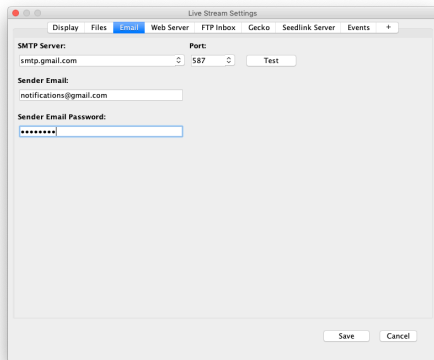 Live Stream Settings
Display Files Email Web Server FTP Inbox Gecko Seedlink Server Events +
SMTP Server: Port:
smtp.gmail.com 587 Test
Sender Email:
notifications@gmail.com
Sender Email Password:
••••••••
Save Cancel